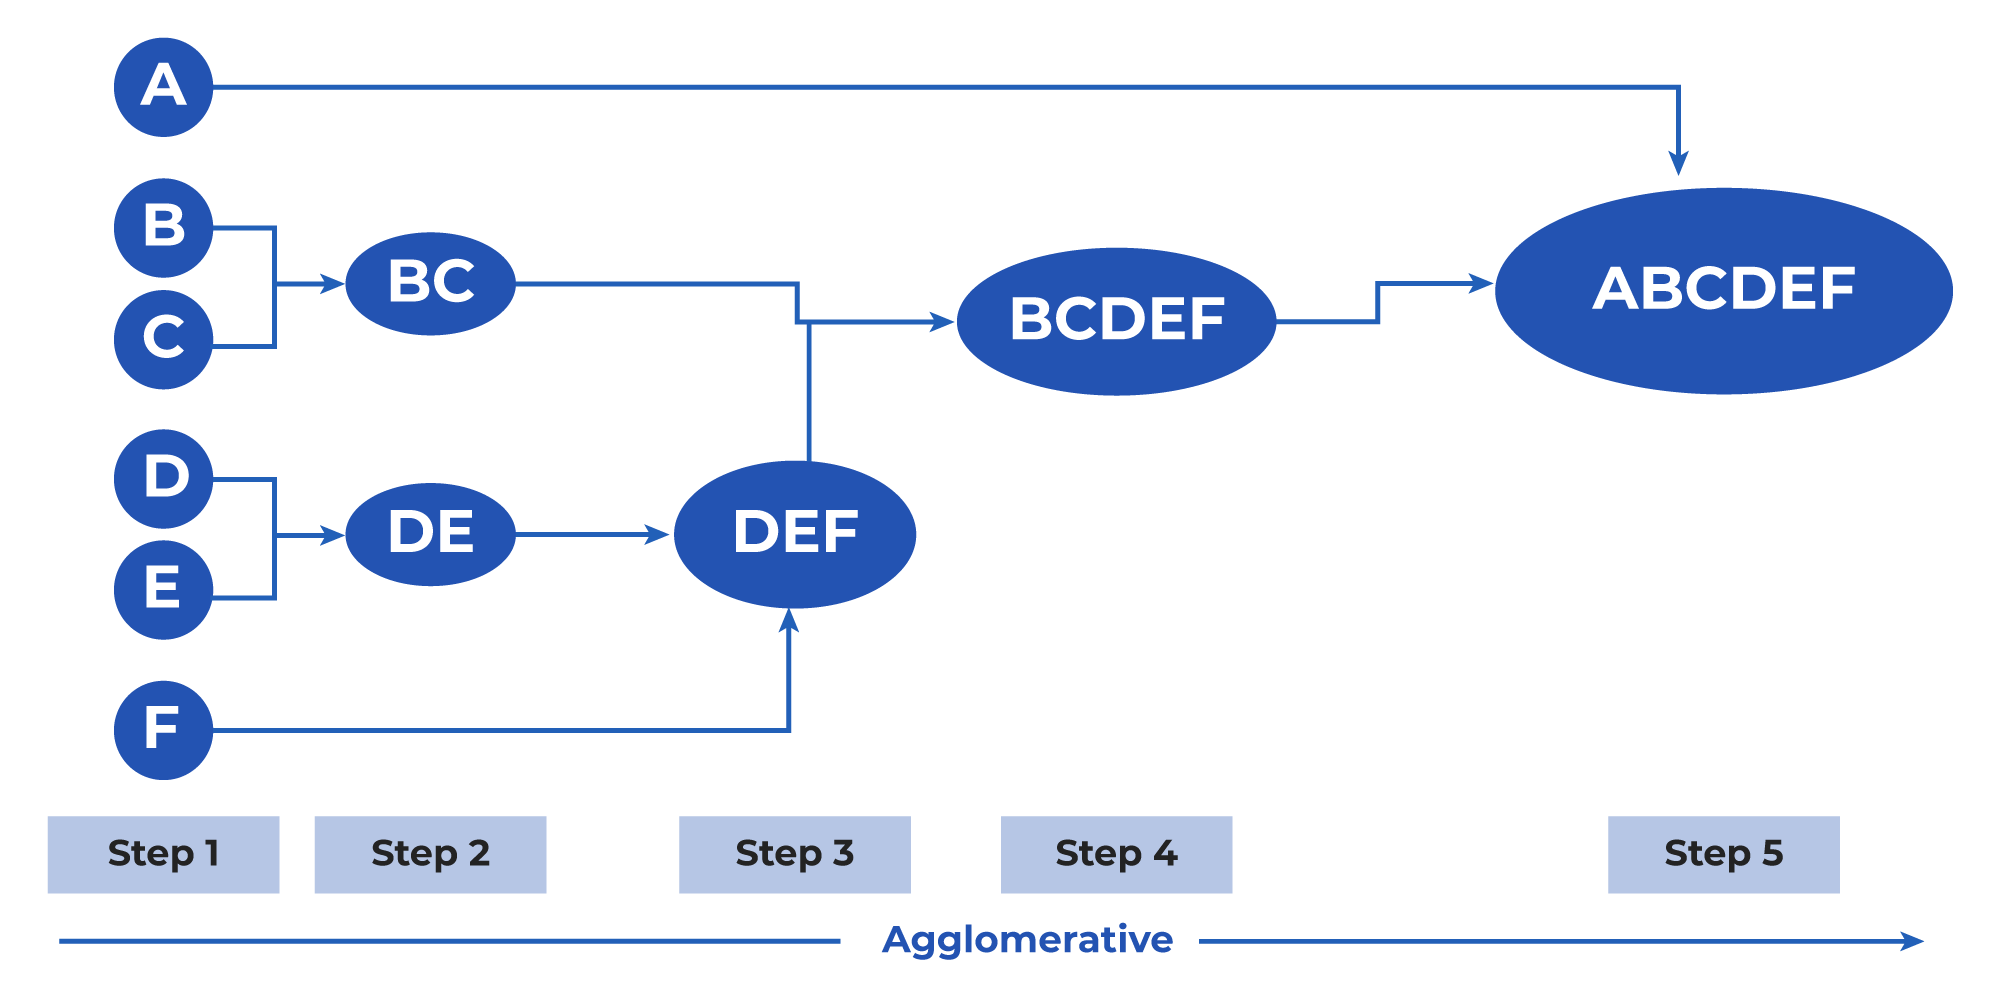 A
B
C
D
E
F
BC
DE
DEF
BCDEF
ABCDEF
Step 1
Step 2
Step 3
Step 4
Step 5
Agglomerative